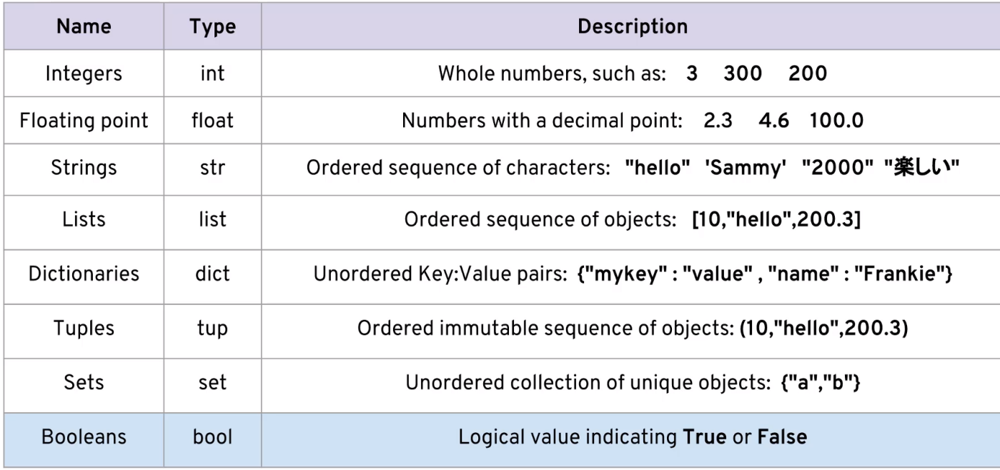 Name Type Description
Integers int Whole numbers, such as: 3 300 200
Floating point float Numbers with a decimal point: 2.3 4.6 100.0
Strings str Ordered sequence of characters: "hello" 'Sammy' "2000" "楽しい"
Lists list Ordered sequence of objects: [10,"hello",200.3]
Dictionaries dict Unordered Key:Value pairs: {"mykey" : "value" , "name" : "Frankie"}
Tuples tup Ordered immutable sequence of objects: (10,"hello",200.3)
Sets set Unordered collection of unique objects: {"a","b"}
Booleans bool Logical value indicating True or False